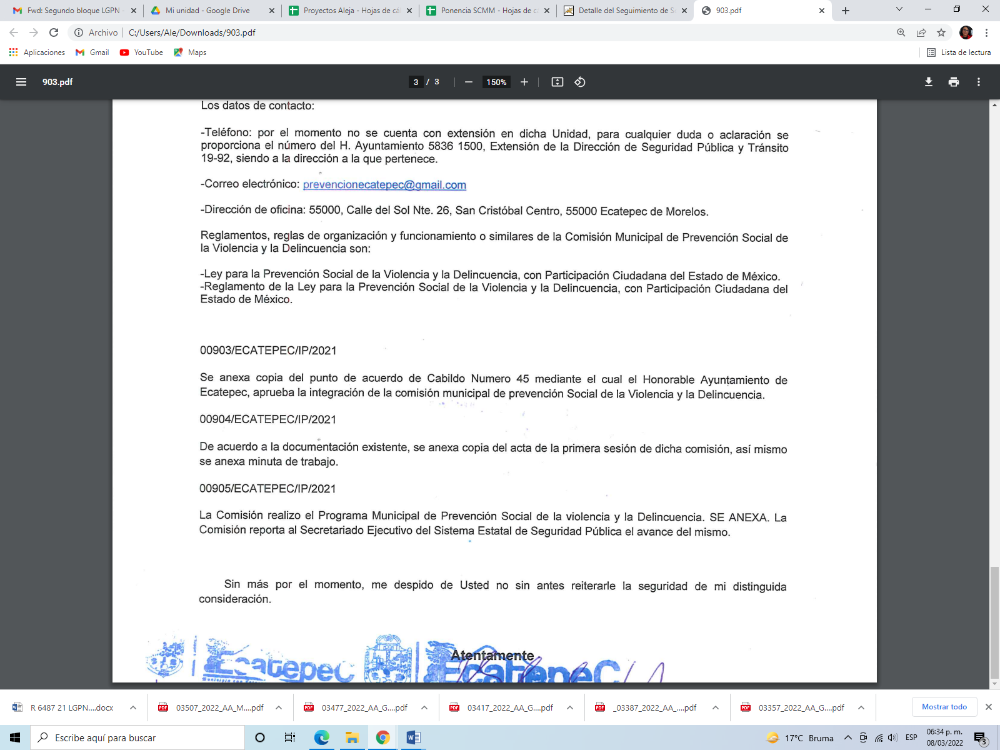 Fwd: Segundo bloque LGPN -
Mi unidad - Google Drive
Proyectos Aleja - Hojas de cál
Ponencia SCMM - Hojas de ca
Detalle del Seguimiento de So
903.pdf
Archivo
C:/Users/Ale/Downloads/903.pdf
Aplicaciones
Gmail
YouTube
Maps
Lista de lectura
903.pdf
3 / 3
150%
Los datos de contacto:
-Teléfono: por el momento no se cuenta con extensión en dicha Unidad, para cualquier duda o aclaración se
proporciona el número del H. Ayuntamiento 5836 1500, Extensión de la Dirección de Seguridad Pública y Tránsito
19-92, siendo a la dirección a la que pertenece.
-Correo electrónico: prevencionecatepec@gmail.com
-Dirección de oficina: 55000, Calle del Sol Nte. 26, San Cristóbal Centro, 55000 Ecatepec de Morelos.
Reglamentos, reglas de organización y funcionamiento o similares de la Comisión Municipal de Prevención Social de
la Violencia y la Delincuencia son:
-Ley para la Prevención Social de la Violencia y la Delincuencia, con Participación Ciudadana del Estado de México.
-Reglamento de la Ley para la Prevención Social de la Violencia y la Delincuencia, con Participación Ciudadana del
Estado de México.
00903/ECATEPEC/IP/2021
Se anexa copia del punto de acuerdo de Cabildo Numero 45 mediante el cual el Honorable Ayuntamiento de
Ecatepec, aprueba la integración de la comisión municipal de prevención Social de la Violencia y la Delincuencia.
00904/ECATEPEC/IP/2021
De acuerdo a la documentación existente, se anexa copia del acta de la primera sesión de dicha comisión, así mismo
se anexa minuta de trabajo.
00905/ECATEPEC/IP/2021
La Comisión realizo el Programa Municipal de Prevención Social de la violencia y la Delincuencia. SE ANEXA. La
Comisión reporta al Secretariado Ejecutivo del Sistema Estatal de Seguridad Pública el avance del mismo.
Sin más por el momento, me despido de Usted no sin antes reiterarle la seguridad de mi distinguida
consideración.
Atentamente
Ecatepec
Ecatepec
R 6487 21 LGPN....docx
03507_2022_AA_M....pdf
03477_2022_AA_G....pdf
03417_2022_AA_G....pdf
_03387_2022_AA_....pdf
03357_2022_AA_G....pdf
Mostrar todo
Escribe aquí para buscar
17°C Bruma
ESP
06:34 p. m.
08/03/2022
3